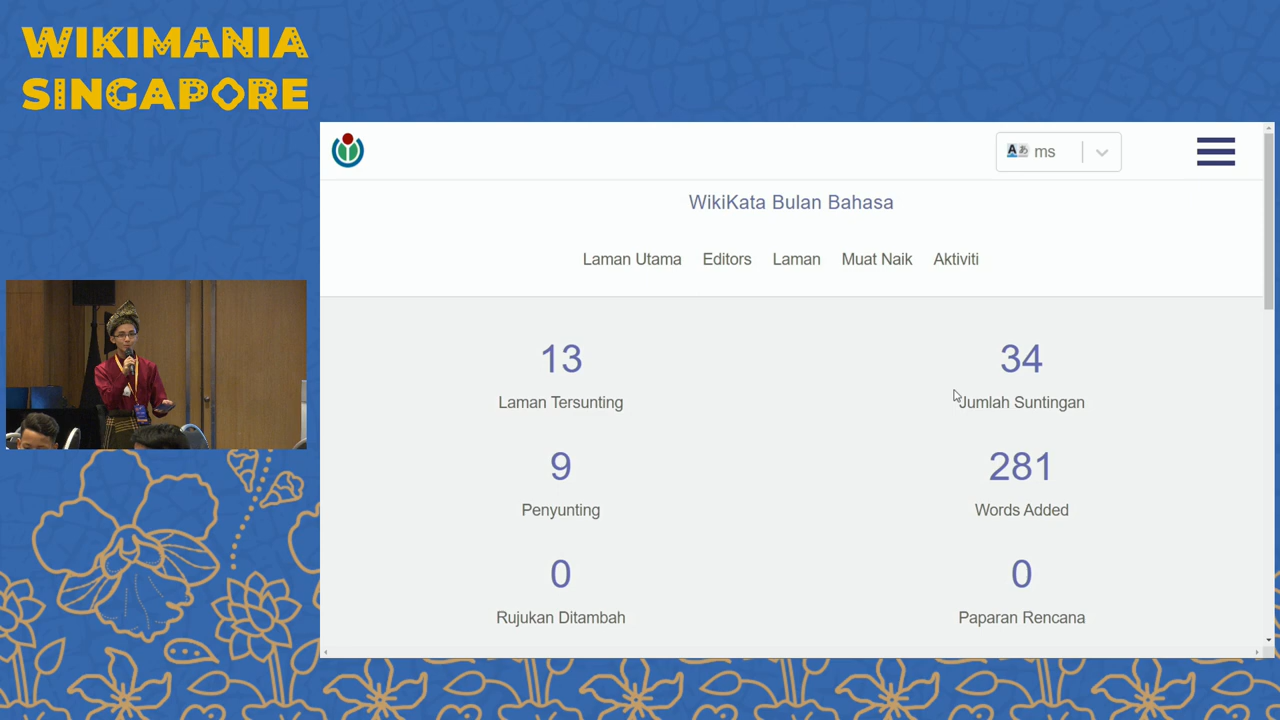 WIKIMANIA
SINGAPORE
ms
WikiKata Bulan Bahasa
Laman Utama Editors Laman Muat Naik Aktiviti
13 34
Laman Tersunting Jumlah Suntingan
9 281
Penyunting Words Added
0 0
Rujukan Ditambah Paparan Rencana